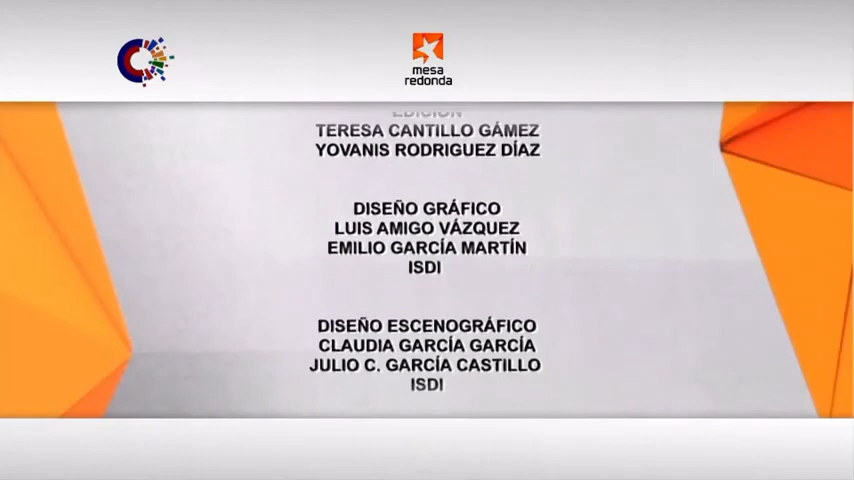 mesa
redonda
EDICIÓN
TERESA CANTILLO GÁMEZ
YOVANIS RODRIGUEZ DÍAZ
DISEÑO GRÁFICO
LUIS AMIGO VÁZQUEZ
EMILIO GARCÍA MARTÍN
ISDI
DISEÑO ESCENOGRÁFICO
CLAUDIA GARCÍA GARCÍA
JULIO C. GARCÍA CASTILLO
ISDI